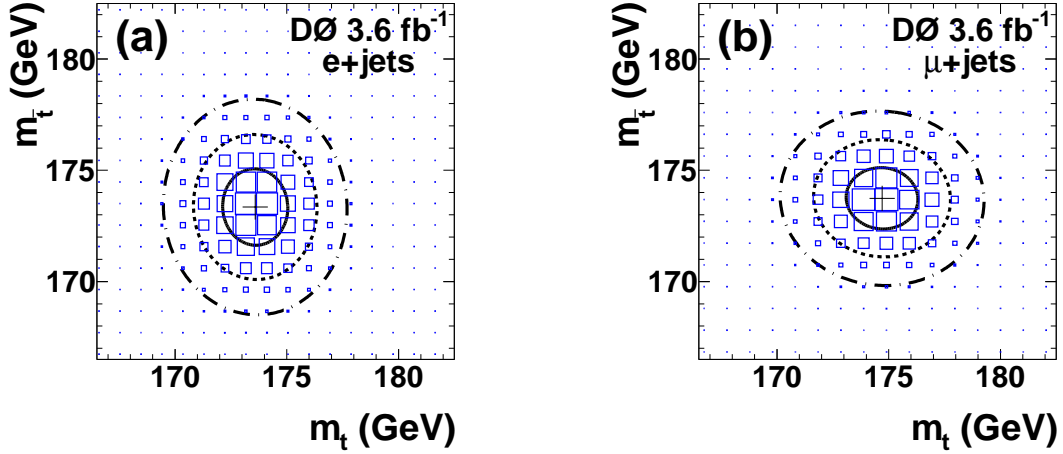 (a)
DØ 3.6 fb⁻¹
e+jets
m_t̄ (GeV)
180
175
170
170
175
180
m_t (GeV)
(b)
DØ 3.6 fb⁻¹
μ+jets
m_t̄ (GeV)
180
175
170
170
175
180
m_t (GeV)